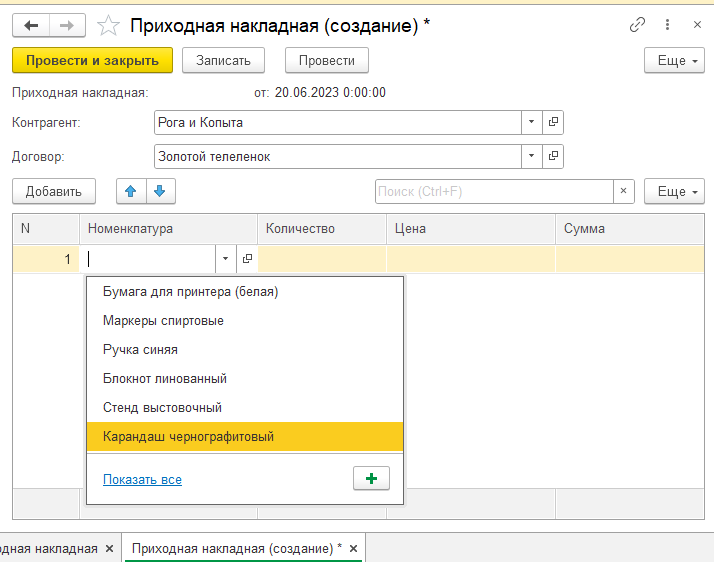 Приходная накладная (создание) *
Провести и закрыть Записать Провести Еще
Приходная накладная: от: 20.06.2023 0:00:00
Контрагент: Рога и Копыта
Договор: Золотой телеленок
Добавить Поиск (Ctrl+F) × Еще
N Номенклатура Количество Цена Сумма
1
Бумага для принтера (белая)
Маркеры спиртовые
Ручка синяя
Блокнот линованный
Стенд выстовочный
Карандаш чернографитовый
Показать все
дная накладная × Приходная накладная (создание) * ×